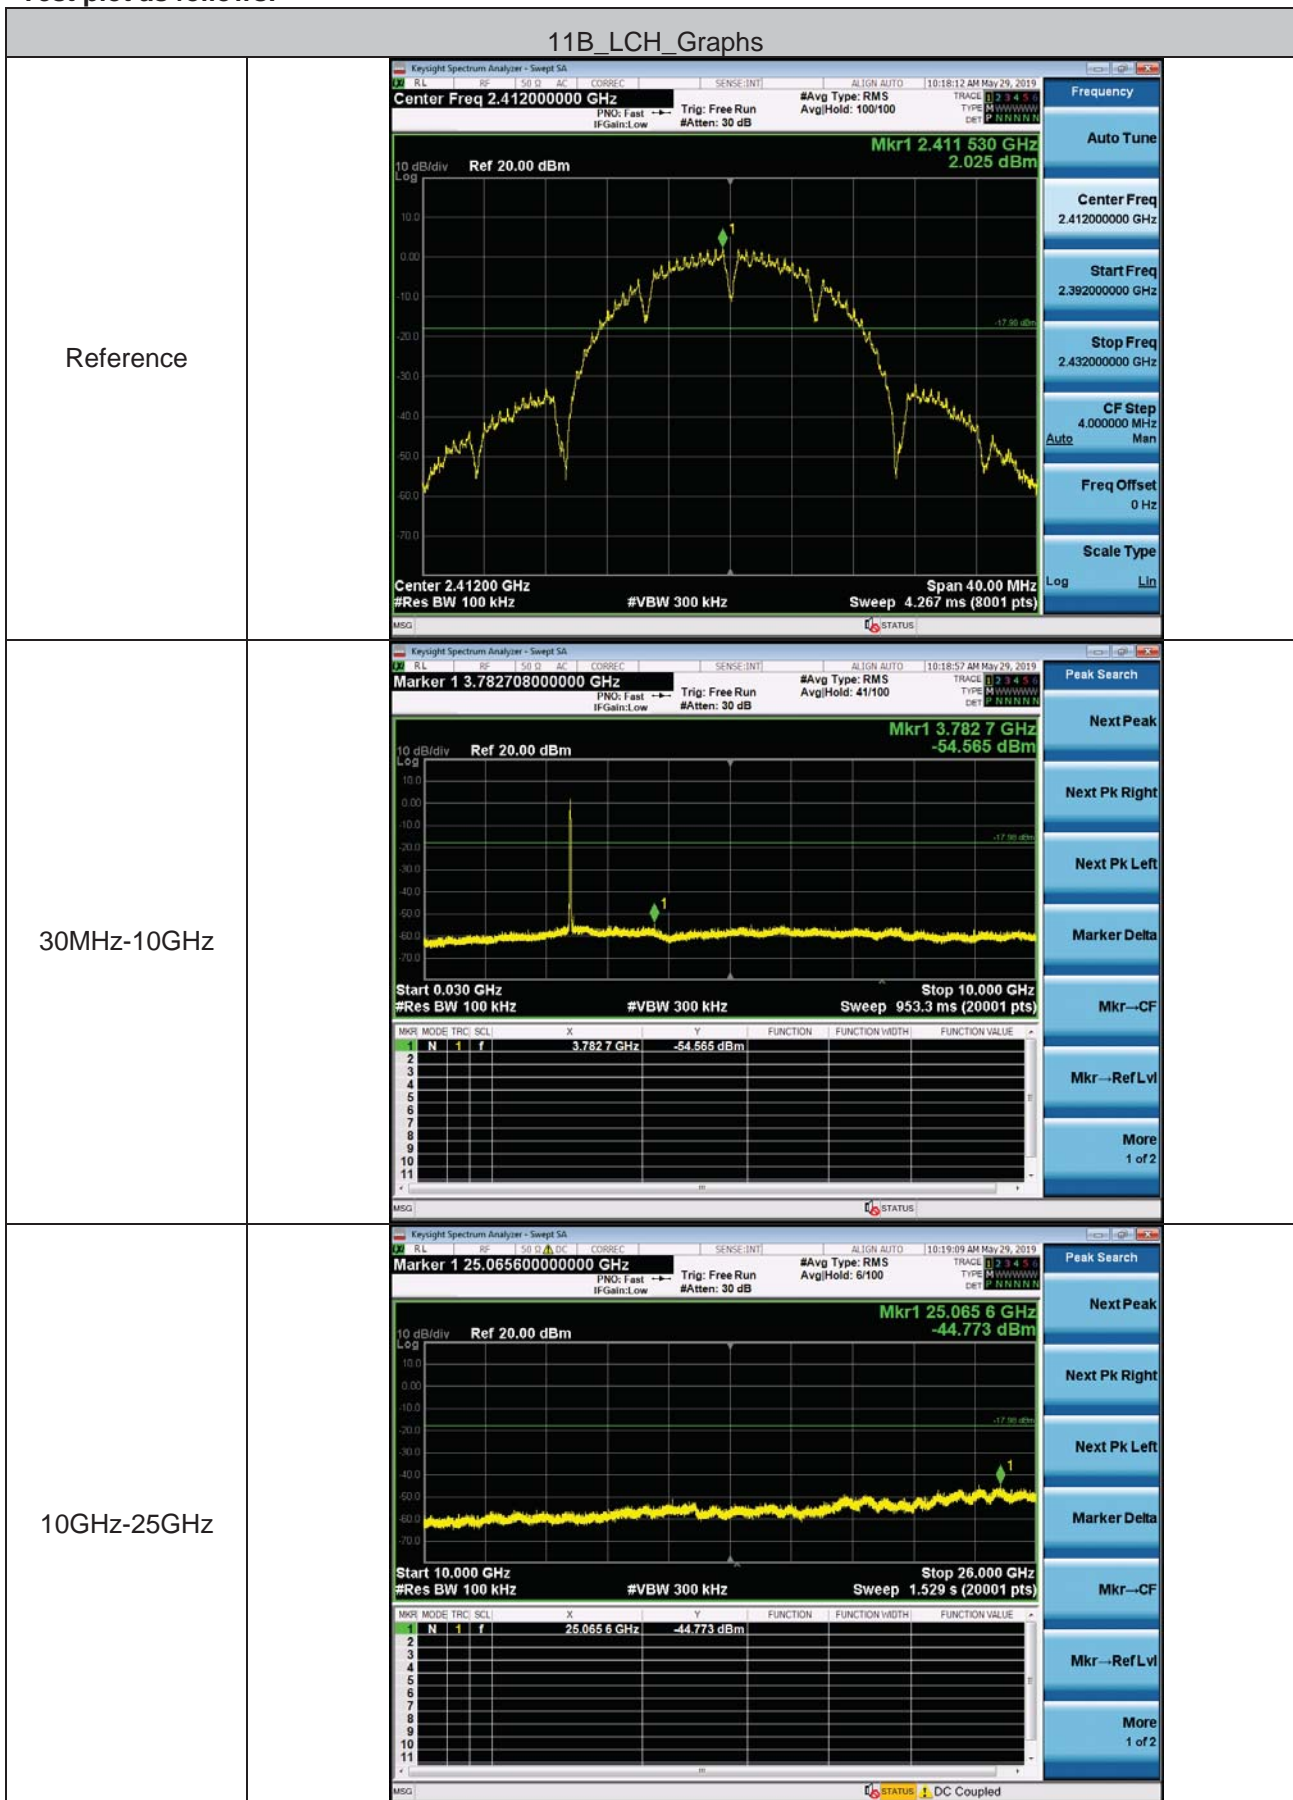 11B_LCH_Graphs
Reference
Keysight Spectrum Analyzer - Swept SA
RL RF 50 Ω AC CORREC SENSE:INT ALIGN AUTO 10:18:12 AM May 29, 2019
Center Freq 2.412000000 GHz #Avg Type: RMS TRACE 1 2 3 4 5 6
PNO: Fast Trig: Free Run Avg|Hold: 100/100 TYPE M WWWWW
IFGain:Low #Atten: 30 dB DET P N N N N N
Mkr1 2.411 530 GHz
2.025 dBm
10 dB/div Ref 20.00 dBm
Log
10.0
0.00
-10.0
-20.0
-30.0
-40.0
-50.0
-60.0
-70.0
1
-17.98 dBm
Center 2.41200 GHz Span 40.00 MHz
#Res BW 100 kHz #VBW 300 kHz Sweep 4.267 ms (8001 pts)
MSG STATUS
Frequency
Auto Tune
Center Freq
2.412000000 GHz
Start Freq
2.392000000 GHz
Stop Freq
2.432000000 GHz
CF Step
4.000000 MHz
Auto Man
Freq Offset
0 Hz
Scale Type
Log Lin
30MHz-10GHz
Keysight Spectrum Analyzer - Swept SA
RL RF 50 Ω AC CORREC SENSE:INT ALIGN AUTO 10:18:57 AM May 29, 2019
Marker 1 3.782708000000 GHz #Avg Type: RMS TRACE 1 2 3 4 5 6
PNO: Fast Trig: Free Run Avg|Hold: 41/100 TYPE M WWWWW
IFGain:Low #Atten: 30 dB DET P N N N N N
Mkr1 3.782 7 GHz
-54.565 dBm
10 dB/div Ref 20.00 dBm
Log
10.0
0.00
-10.0
-20.0
-30.0
-40.0
-50.0
-60.0
-70.0
1
-17.98 dBm
Start 0.030 GHz Stop 10.000 GHz
#Res BW 100 kHz #VBW 300 kHz Sweep 953.3 ms (20001 pts)
MKR MODE TRC SCL X Y FUNCTION FUNCTION WIDTH FUNCTION VALUE
1 N 1 f 3.782 7 GHz -54.565 dBm
2
3
4
5
6
7
8
9
10
11
MSG STATUS
Peak Search
Next Peak
Next Pk Right
Next Pk Left
Marker Delta
Mkr→CF
Mkr→Ref Lvl
More
1 of 2
10GHz-25GHz
Keysight Spectrum Analyzer - Swept SA
RL RF 50 Ω DC CORREC SENSE:INT ALIGN AUTO 10:19:09 AM May 29, 2019
Marker 1 25.065600000000 GHz #Avg Type: RMS TRACE 1 2 3 4 5 6
PNO: Fast Trig: Free Run Avg|Hold: 6/100 TYPE M WWWWW
IFGain:Low #Atten: 30 dB DET P N N N N N
Mkr1 25.065 6 GHz
-44.773 dBm
10 dB/div Ref 20.00 dBm
Log
10.0
0.00
-10.0
-20.0
-30.0
-40.0
-50.0
-60.0
-70.0
1
-17.98 dBm
Start 10.000 GHz Stop 26.000 GHz
#Res BW 100 kHz #VBW 300 kHz Sweep 1.529 s (20001 pts)
MKR MODE TRC SCL X Y FUNCTION FUNCTION WIDTH FUNCTION VALUE
1 N 1 f 25.065 6 GHz -44.773 dBm
2
3
4
5
6
7
8
9
10
11
MSG STATUS DC Coupled
Peak Search
Next Peak
Next Pk Right
Next Pk Left
Marker Delta
Mkr→CF
Mkr→Ref Lvl
More
1 of 2